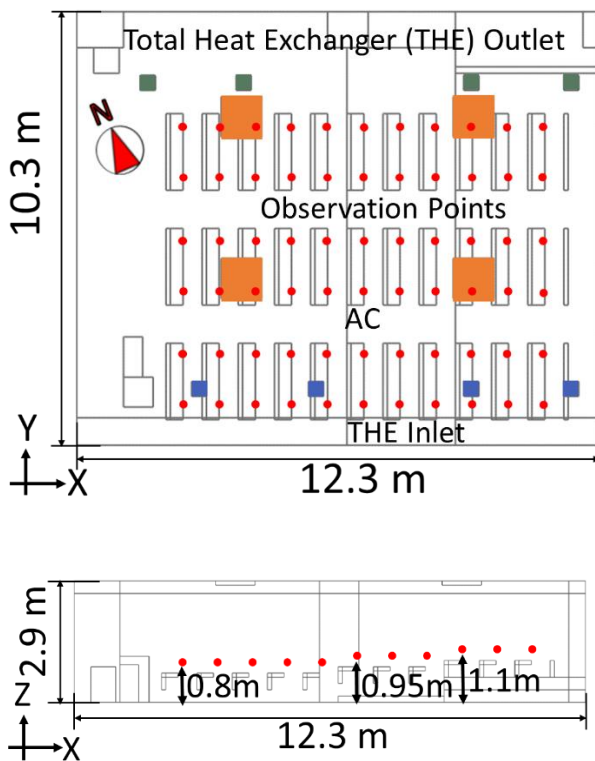 Total Heat Exchanger (THE) Outlet
N
10.3 m
Observation Points
AC
THE Inlet
Y
X
12.3 m
2.9 m
0.8m
0.95m
1.1m
Z
X
12.3 m